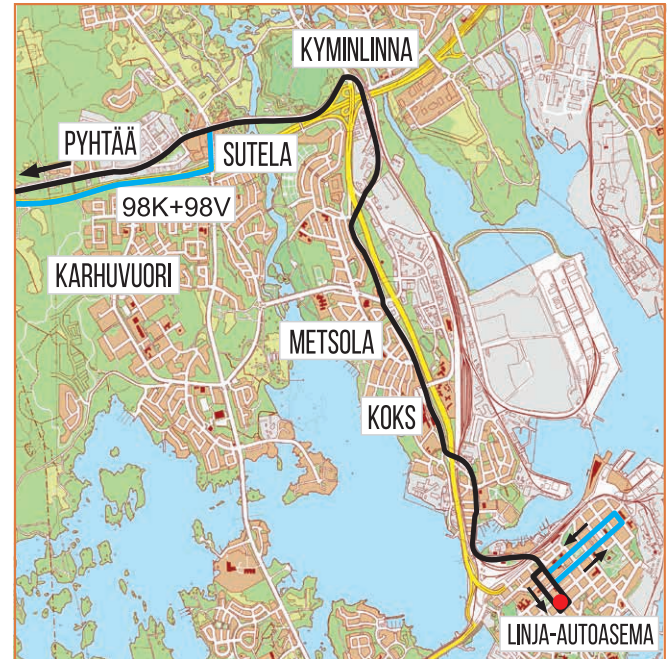 KYMINLINNA
PYHTÄÄ
SUTELA
98K+98V
KARHUVUORI
METSOLA
KOKS
LINJA-AUTOASEMA